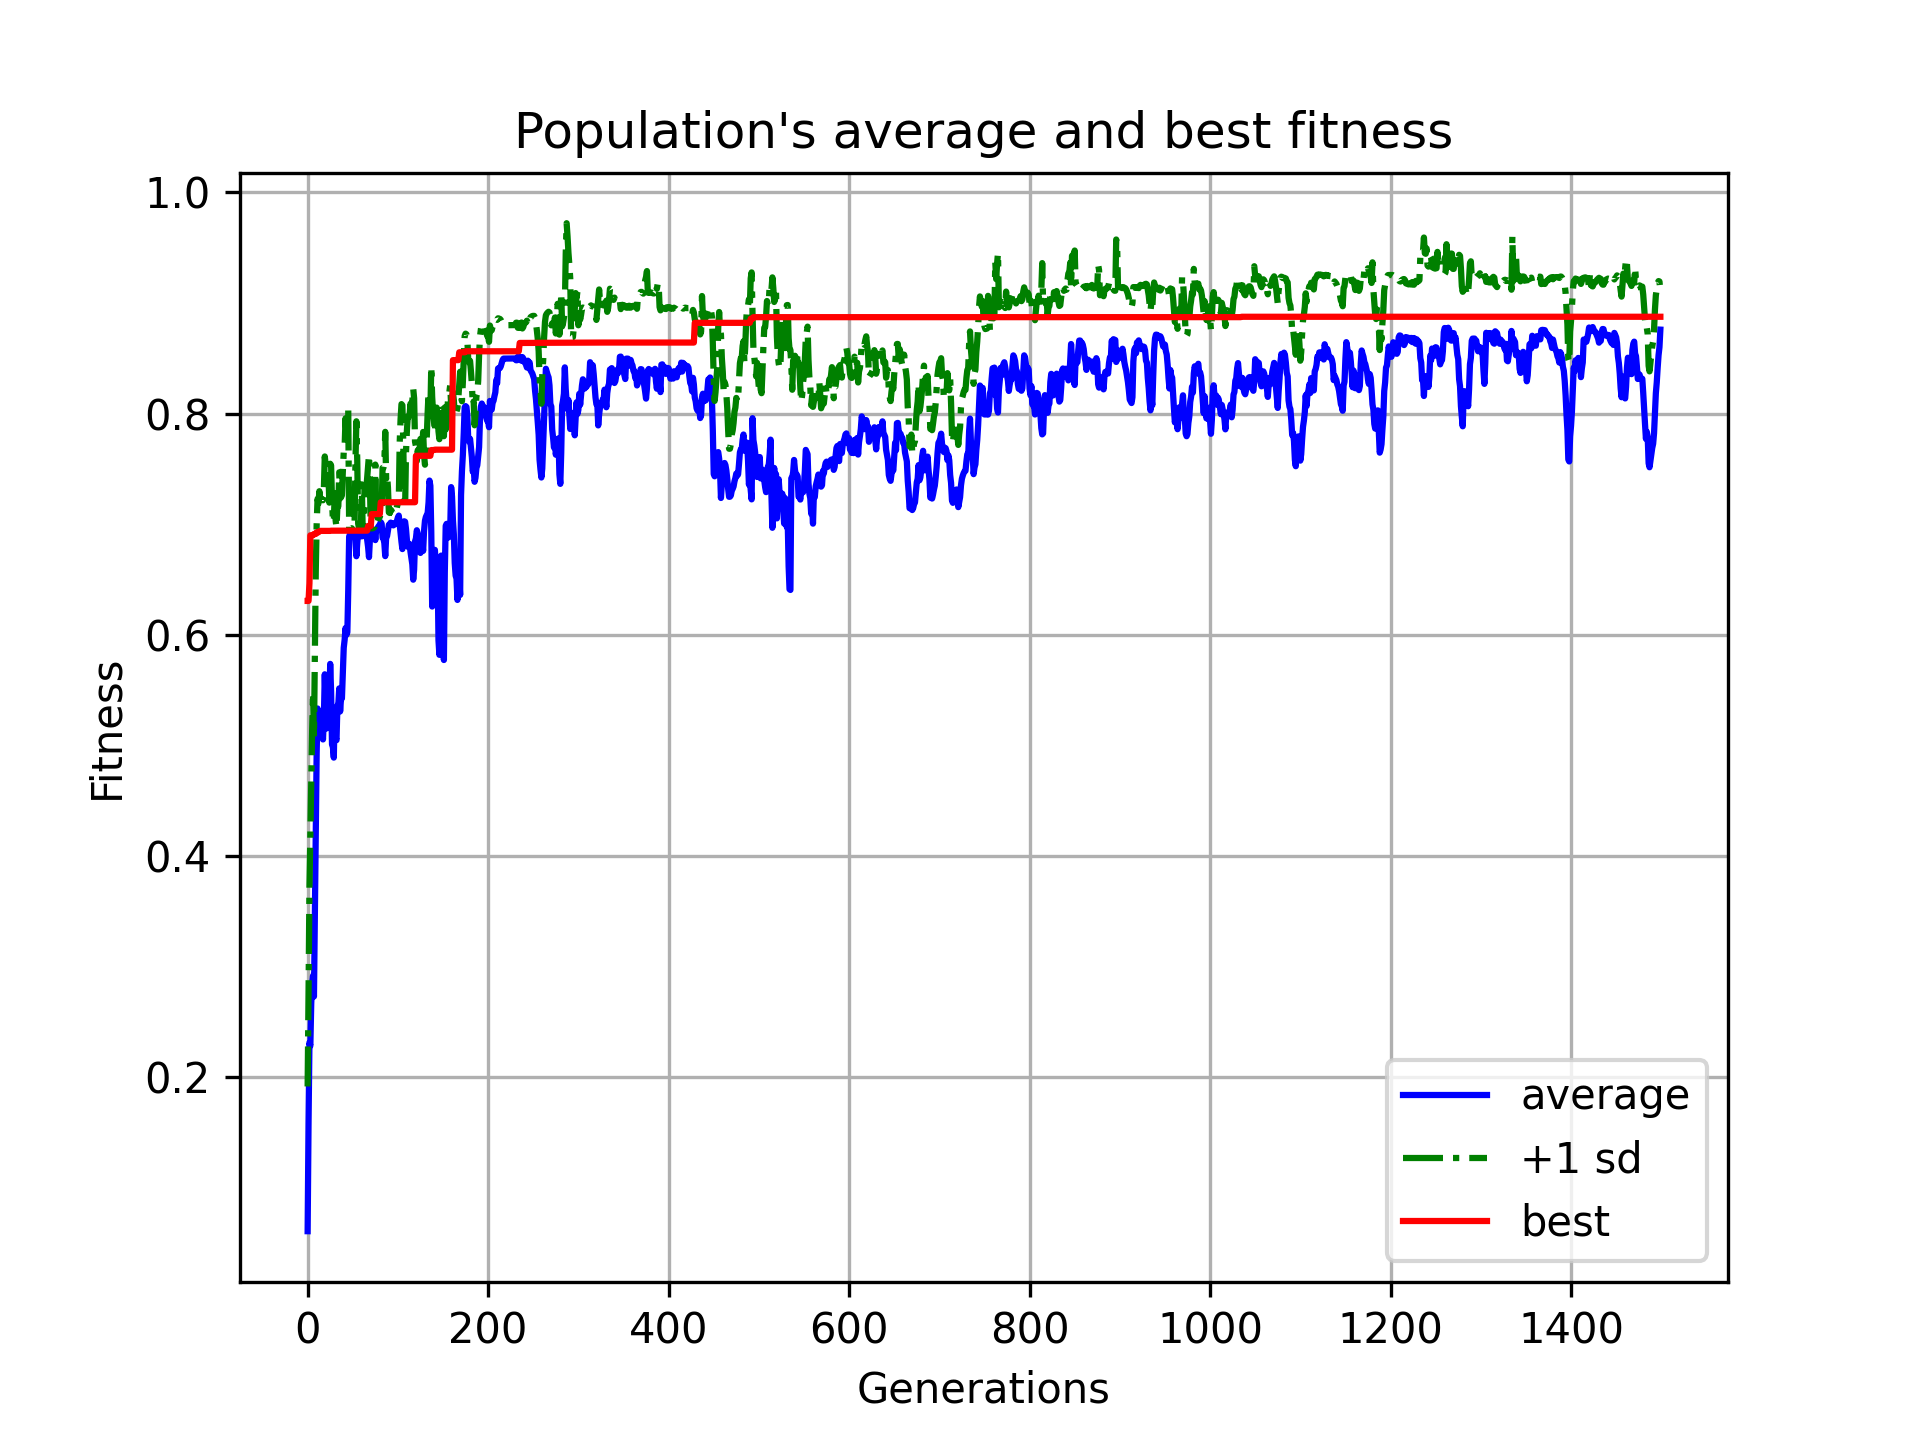 Population's average and best fitness
1.0
0.8
0.6
0.4
0.2
Fitness
0 200 400 600 800 1000 1200 1400
Generations
average
+1 sd
best